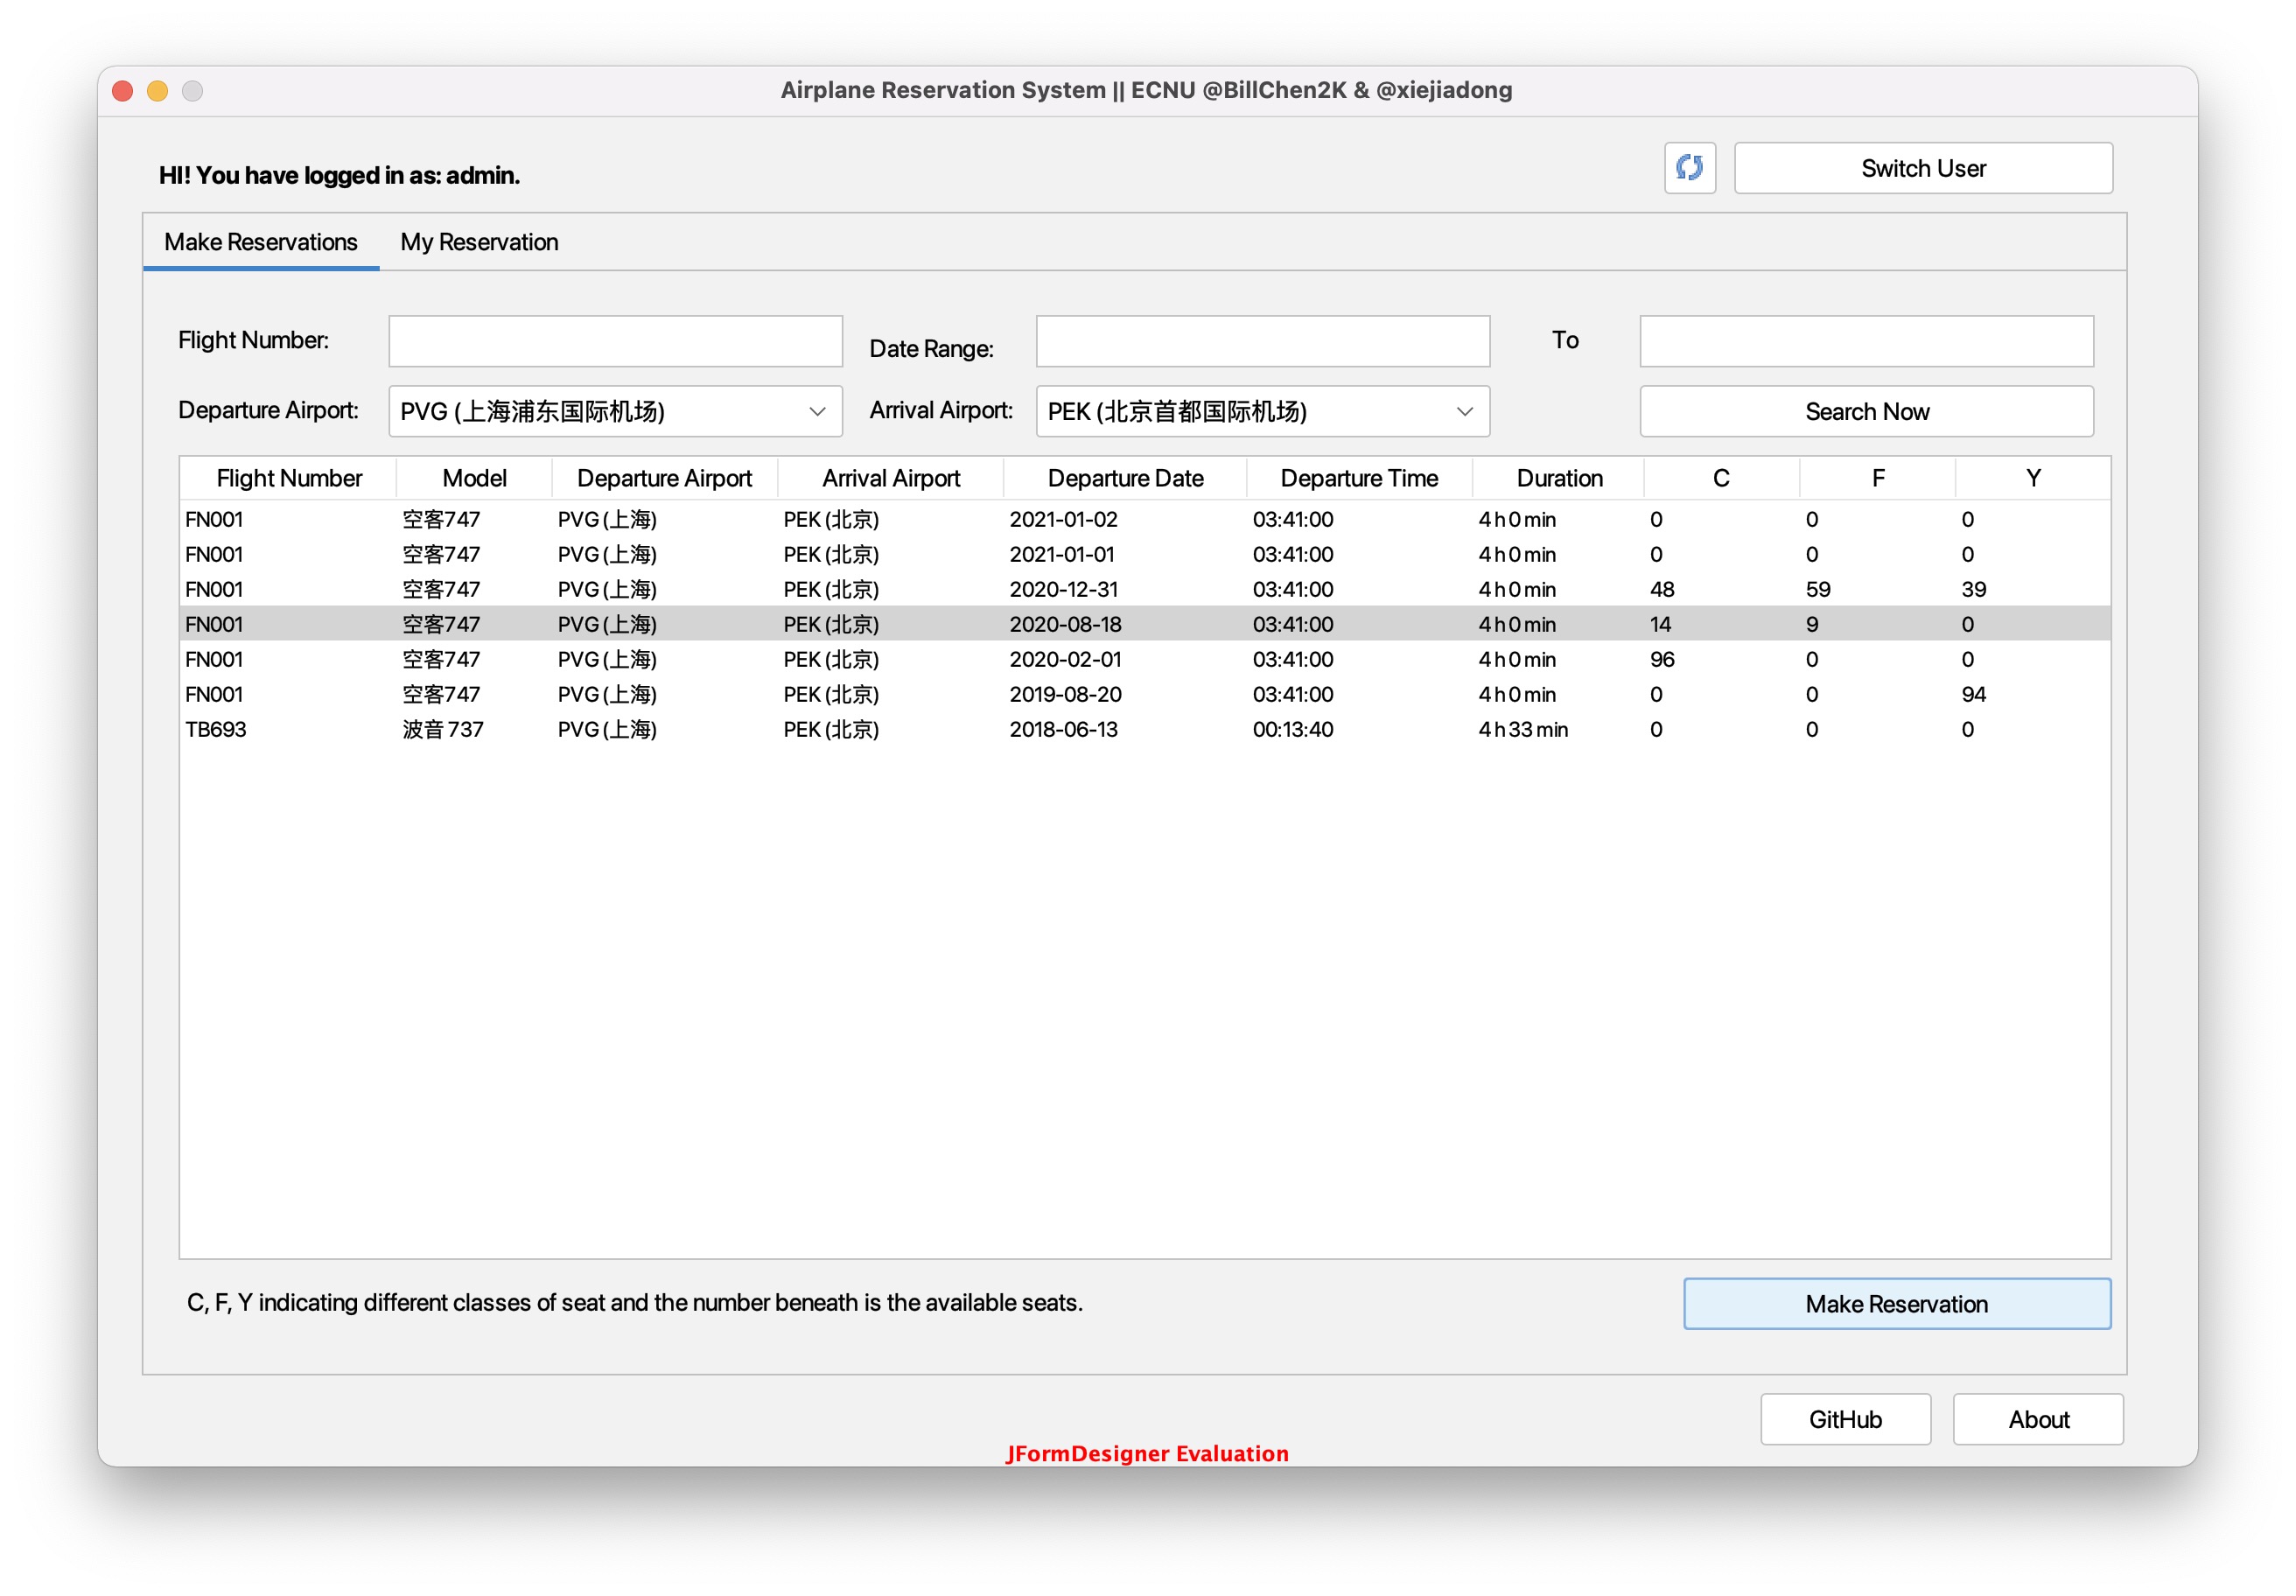 Airplane Reservation System || ECNU @BillChen2K & @xiejiadong
HI! You have logged in as: admin.
Switch User
Make Reservations My Reservation
Flight Number: Date Range: To
Departure Airport: PVG (上海浦东国际机场) Arrival Airport: PEK (北京首都国际机场) Search Now
Flight Number Model Departure Airport Arrival Airport Departure Date Departure Time Duration C F Y
FN001 空客747 PVG (上海) PEK (北京) 2021-01-02 03:41:00 4 h 0 min 0 0 0
FN001 空客747 PVG (上海) PEK (北京) 2021-01-01 03:41:00 4 h 0 min 0 0 0
FN001 空客747 PVG (上海) PEK (北京) 2020-12-31 03:41:00 4 h 0 min 48 59 39
FN001 空客747 PVG (上海) PEK (北京) 2020-08-18 03:41:00 4 h 0 min 14 9 0
FN001 空客747 PVG (上海) PEK (北京) 2020-02-01 03:41:00 4 h 0 min 96 0 0
FN001 空客747 PVG (上海) PEK (北京) 2019-08-20 03:41:00 4 h 0 min 0 0 94
TB693 波音 737 PVG (上海) PEK (北京) 2018-06-13 00:13:40 4 h 33 min 0 0 0
C, F, Y indicating different classes of seat and the number beneath is the available seats.
Make Reservation
GitHub About
JFormDesigner Evaluation